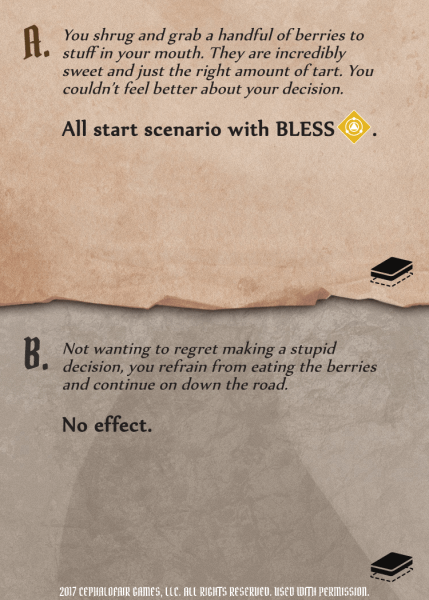 A. You shrug and grab a handful of berries to
stuff in your mouth. They are incredibly
sweet and just the right amount of tart. You
couldn't feel better about your decision.
All start scenario with BLESS .
B. Not wanting to regret making a stupid
decision, you refrain from eating the berries
and continue on down the road.
No effect.
2017 CEPHALOFAIR GAMES, LLC. ALL RIGHTS RESERVED. USED WITH PERMISSION.